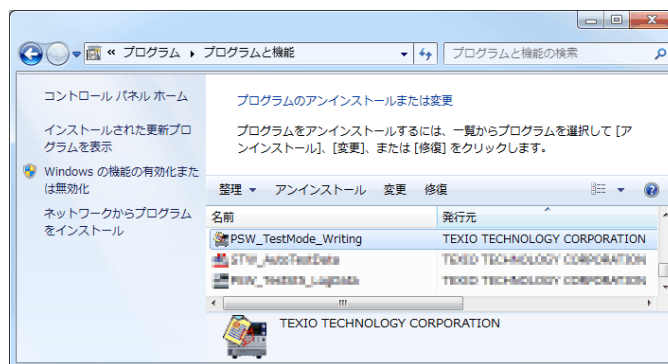 « プログラム ▸ プログラムと機能
プログラムと機能の検索
コントロール パネル ホーム
インストールされた更新プロ
グラムを表示
Windows の機能の有効化また
は無効化
ネットワークからプログラム
をインストール
プログラムのアンインストールまたは変更
プログラムをアンインストールするには、一覧からプログラムを選択して [ア
ンインストール]、[変更]、または [修復] をクリックします。
整理 アンインストール 変更 修復
名前 発行元
PSW_TestMode_Writing TEXIO TECHNOLOGY CORPORATION
TEXIO TECHNOLOGY CORPORATION
TEXIO TECHNOLOGY CORPORATION
TEXIO TECHNOLOGY CORPORATION